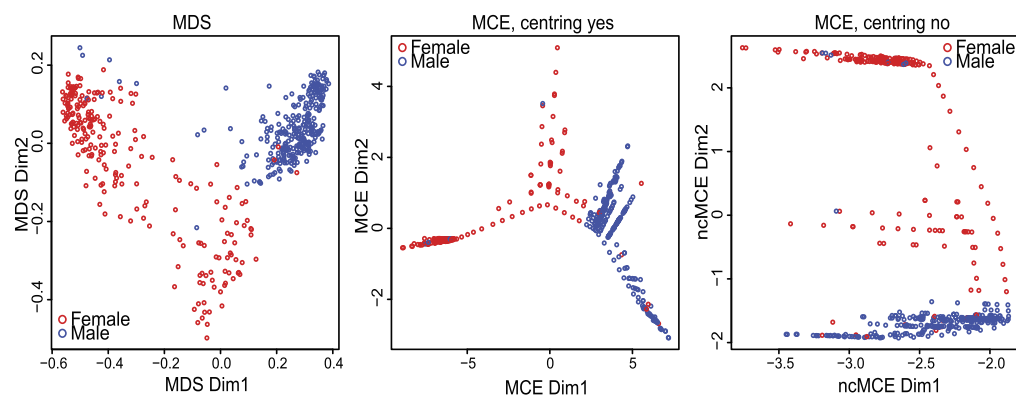 MDS
MDS Dim2
0.2
0.0
−0.2
−0.4
Female
Male
−0.6
−0.4
−0.2
0.0
0.2
0.4
MDS Dim1
MCE, centring yes
MCE Dim2
Female
Male
4
2
0
−2
−5
0
5
MCE Dim1
MCE, centring no
ncMCE Dim2
Female
Male
2
1
0
−1
−2
−3.5
−3.0
−2.5
−2.0
ncMCE Dim1